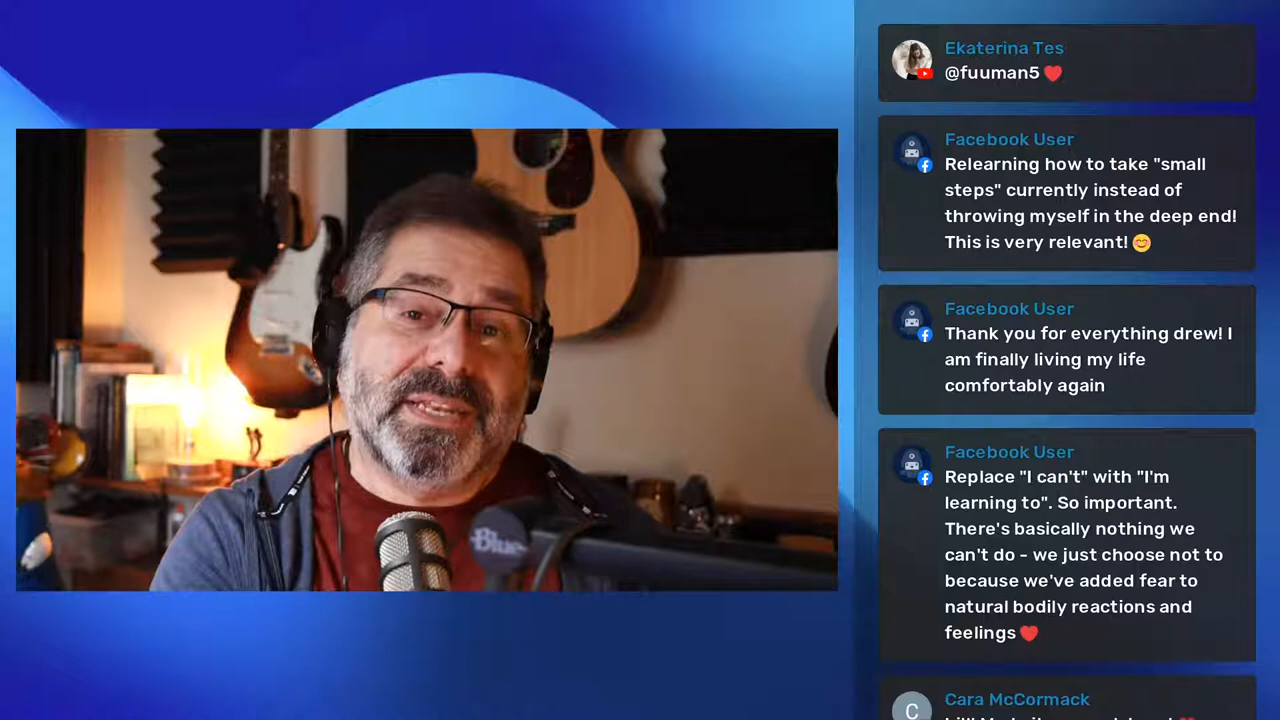 Ekaterina Tes
@fuuman5
Facebook User
Relearning how to take "small
steps" currently instead of
throwing myself in the deep end!
This is very relevant!
Facebook User
Thank you for everything drew! I
am finally living my life
comfortably again
Facebook User
Replace "I can't" with "I'm
learning to". So important.
There's basically nothing we
can't do - we just choose not to
because we've added fear to
natural bodily reactions and
feelings
C
Cara McCormack
Blue